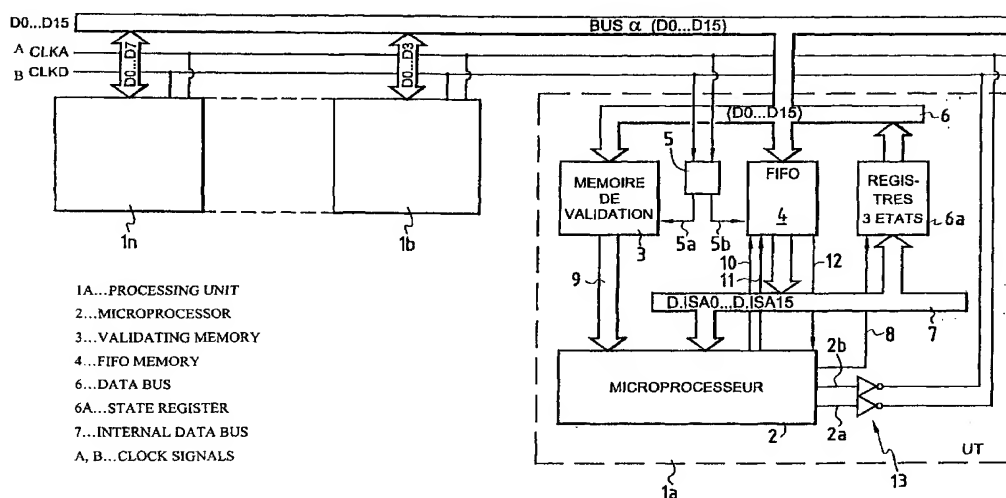 D0...D15
BUS α (D0...D15)
A CLKA
B CLKD
D0...D7
D0...D3
(D0...D15)
6
5
MEMOIRE
DE
VALIDATION
3
5a
5b
FIFO
4
REGIS-
TRES
3 ETATS
6a
1n
1b
9
10
11
12
D.ISA0...D.ISA15
7
8
MICROPROCESSEUR
2
2b
2a
13
UT
1a
1A...PROCESSING UNIT
2...MICROPROCESSOR
3...VALIDATING MEMORY
4...FIFO MEMORY
6...DATA BUS
6A...STATE REGISTER
7...INTERNAL DATA BUS
A, B...CLOCK SIGNALS